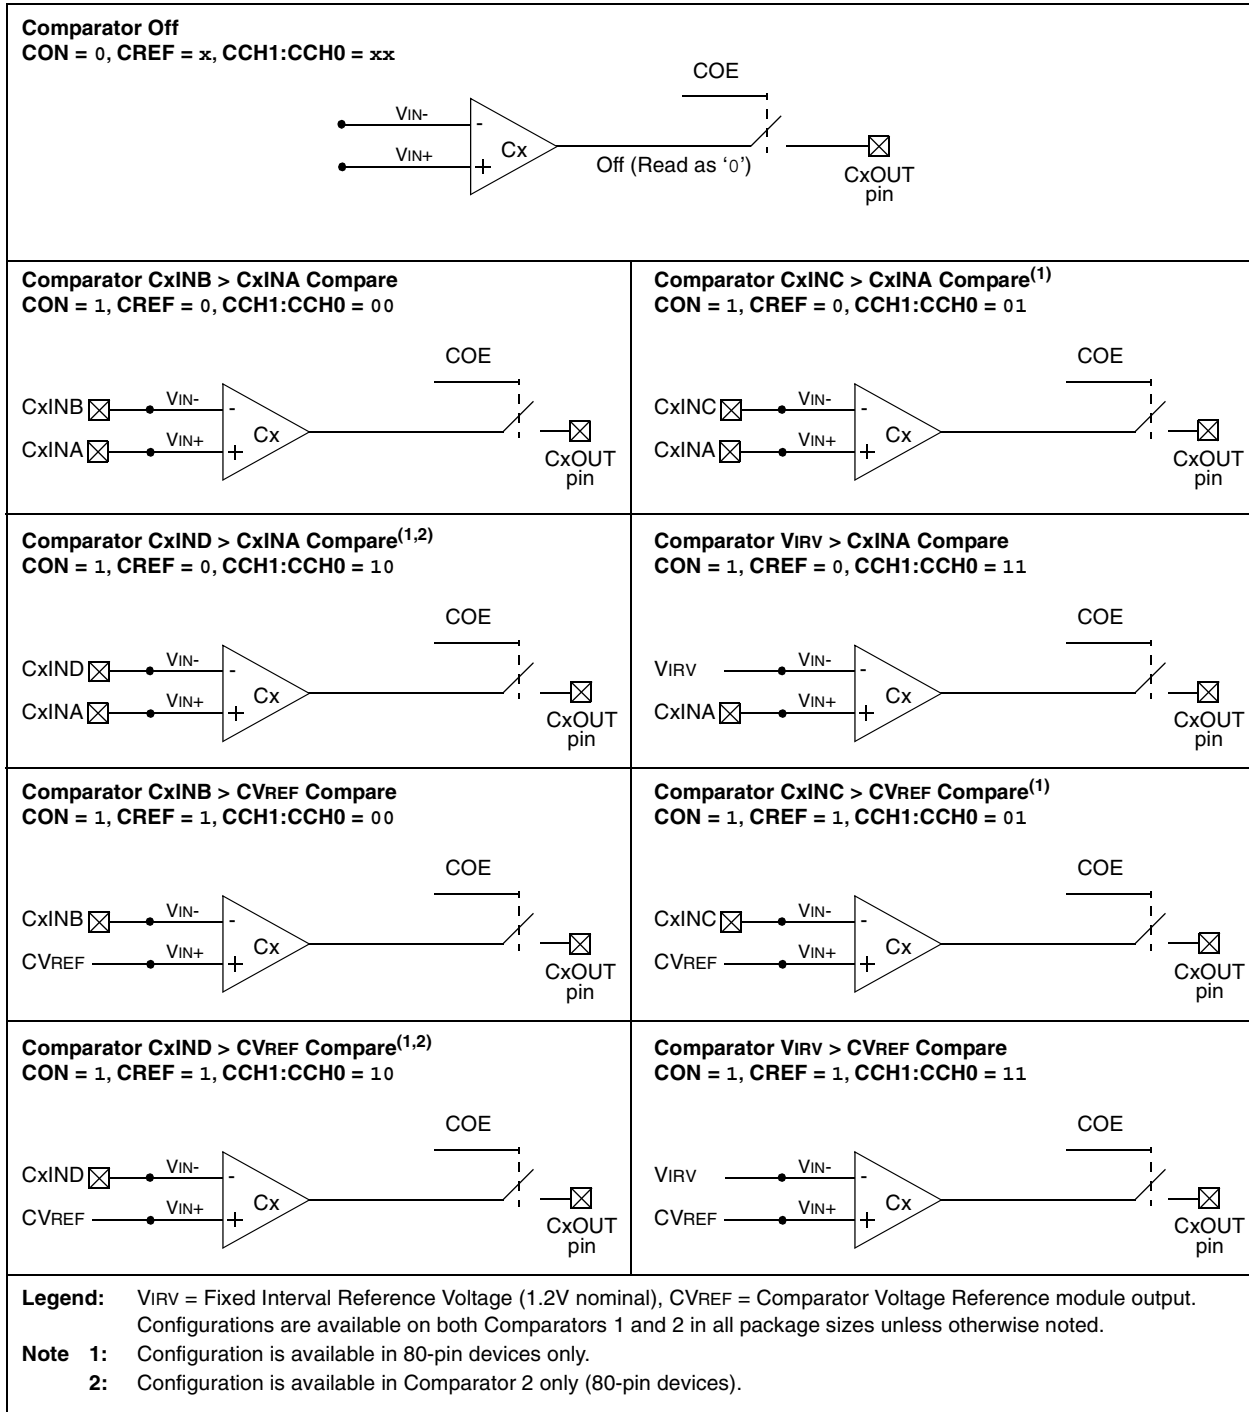 Comparator Off
CON = 0, CREF = x, CCH1:CCH0 = xx
COE
VIN-
-
Cx
VIN+
+
Off (Read as ‘0’)
CxOUT
pin
Comparator CxINB > CxINA Compare
CON = 1, CREF = 0, CCH1:CCH0 = 00
COE
CxINB
VIN-
-
Cx
CxINA
VIN+
+
CxOUT
pin
Comparator CxINC > CxINA Compare(1)
CON = 1, CREF = 0, CCH1:CCH0 = 01
COE
CxINC
VIN-
-
Cx
CxINA
VIN+
+
CxOUT
pin
Comparator CxIND > CxINA Compare(1,2)
CON = 1, CREF = 0, CCH1:CCH0 = 10
COE
CxIND
VIN-
-
Cx
CxINA
VIN+
+
CxOUT
pin
Comparator VIRV > CxINA Compare
CON = 1, CREF = 0, CCH1:CCH0 = 11
COE
VIRV
VIN-
-
Cx
CxINA
VIN+
+
CxOUT
pin
Comparator CxINB > CVREF Compare
CON = 1, CREF = 1, CCH1:CCH0 = 00
COE
CxINB
VIN-
-
Cx
CVREF
VIN+
+
CxOUT
pin
Comparator CxINC > CVREF Compare(1)
CON = 1, CREF = 1, CCH1:CCH0 = 01
COE
CxINC
VIN-
-
Cx
CVREF
VIN+
+
CxOUT
pin
Comparator CxIND > CVREF Compare(1,2)
CON = 1, CREF = 1, CCH1:CCH0 = 10
COE
CxIND
VIN-
-
Cx
CVREF
VIN+
+
CxOUT
pin
Comparator VIRV > CVREF Compare
CON = 1, CREF = 1, CCH1:CCH0 = 11
COE
VIRV
VIN-
-
Cx
CVREF
VIN+
+
CxOUT
pin
Legend: VIRV = Fixed Interval Reference Voltage (1.2V nominal), CVREF = Comparator Voltage Reference module output.
Configurations are available on both Comparators 1 and 2 in all package sizes unless otherwise noted.
Note 1: Configuration is available in 80-pin devices only.
2: Configuration is available in Comparator 2 only (80-pin devices).